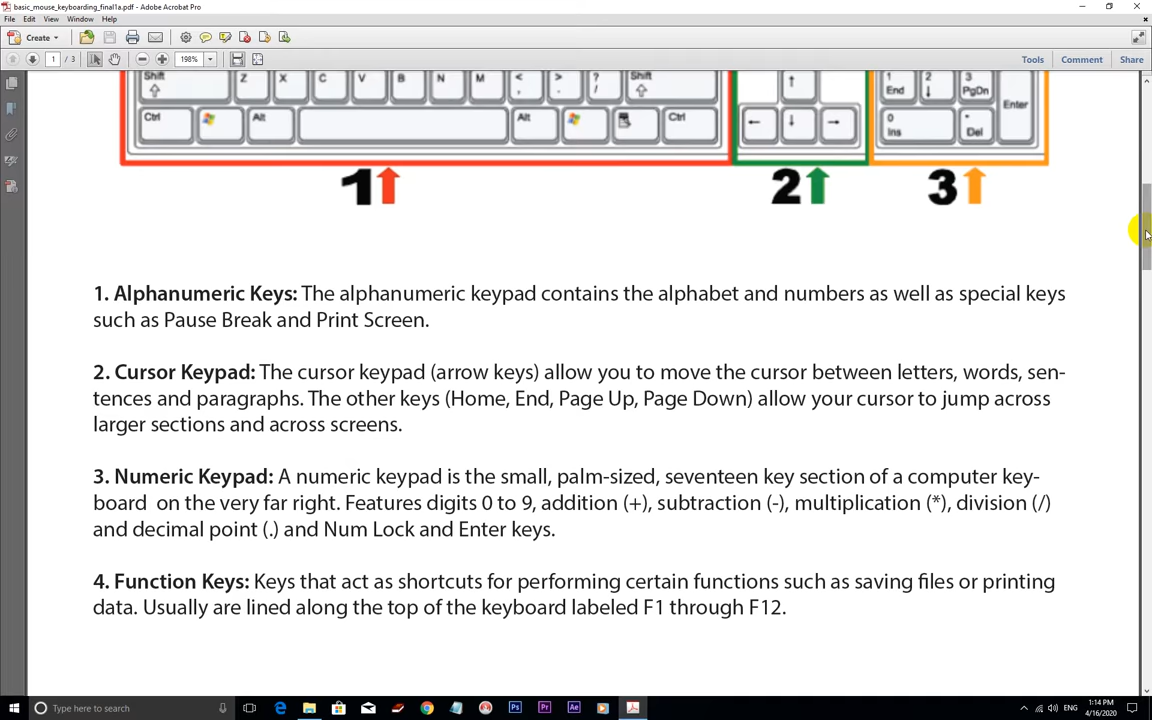 basic_mouse_keyboarding_final1a.pdf - Adobe Acrobat Pro
File Edit View Window Help
Create
1 / 3 198% Tools Comment Share
Shift Z X C V B N M < , > . ? / Shift
1 End 2 3 PgDn Enter
Ctrl Alt Alt Ctrl
0 Ins . Del
1 2 3
1. Alphanumeric Keys: The alphanumeric keypad contains the alphabet and numbers as well as special keys
such as Pause Break and Print Screen.
2. Cursor Keypad: The cursor keypad (arrow keys) allow you to move the cursor between letters, words, sen-
tences and paragraphs. The other keys (Home, End, Page Up, Page Down) allow your cursor to jump across
larger sections and across screens.
3. Numeric Keypad: A numeric keypad is the small, palm-sized, seventeen key section of a computer key-
board on the very far right. Features digits 0 to 9, addition (+), subtraction (-), multiplication (*), division (/)
and decimal point (.) and Num Lock and Enter keys.
4. Function Keys: Keys that act as shortcuts for performing certain functions such as saving files or printing
data. Usually are lined along the top of the keyboard labeled F1 through F12.
Type here to search
Ps Pr Ae
ENG
1:14 PM
4/16/2020